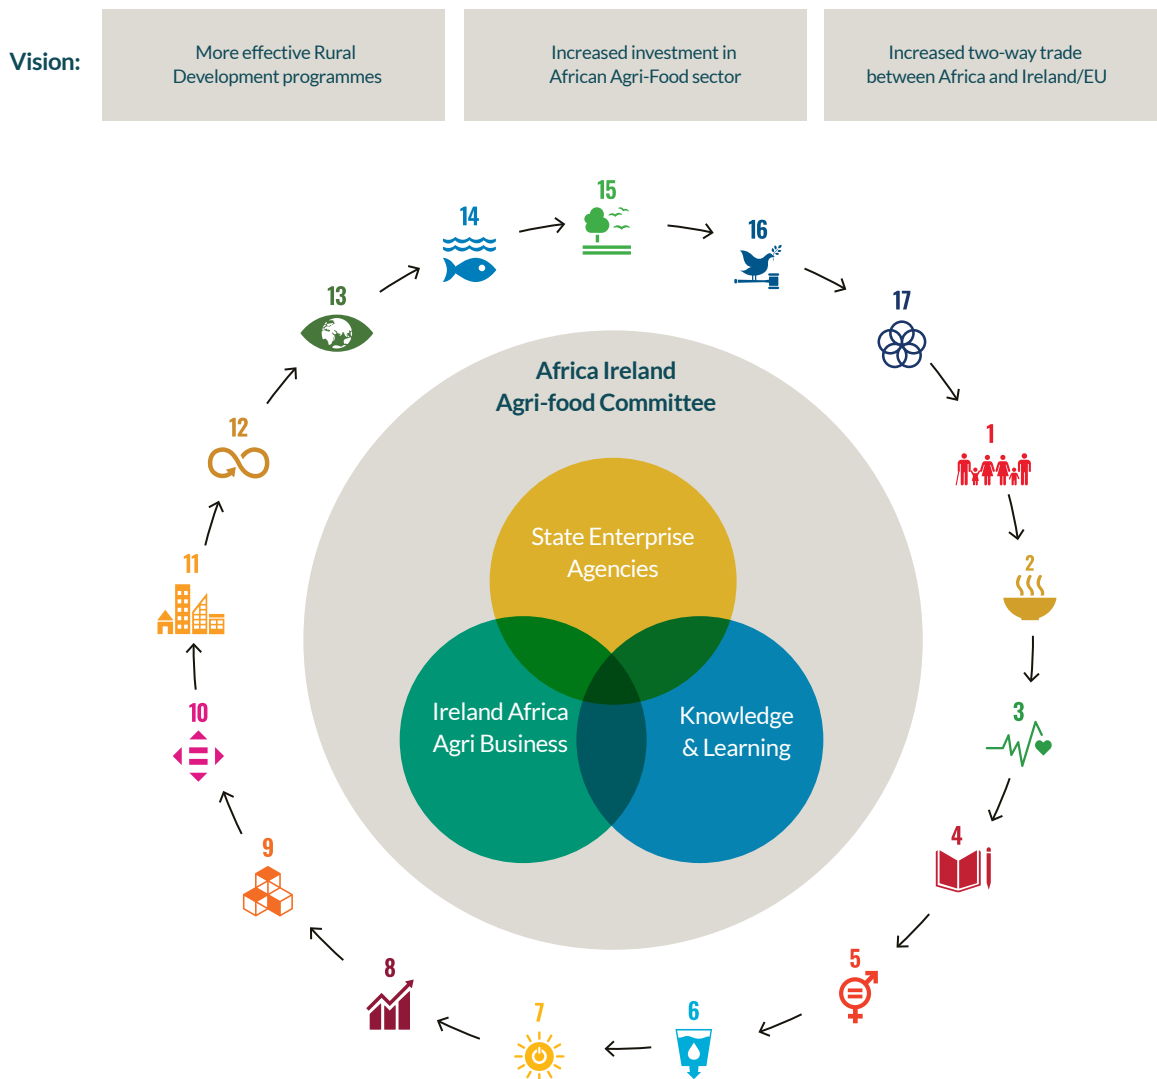 Vision:
More effective Rural
Development programmes
Increased investment in
African Agri-Food sector
Increased two-way trade
between Africa and Ireland/EU
15
14
16
13
17
12
1
11
2
10
3
9
4
8
5
7
6
Africa Ireland
Agri-food Committee
State Enterprise
Agencies
Ireland Africa
Agri Business
Knowledge
& Learning